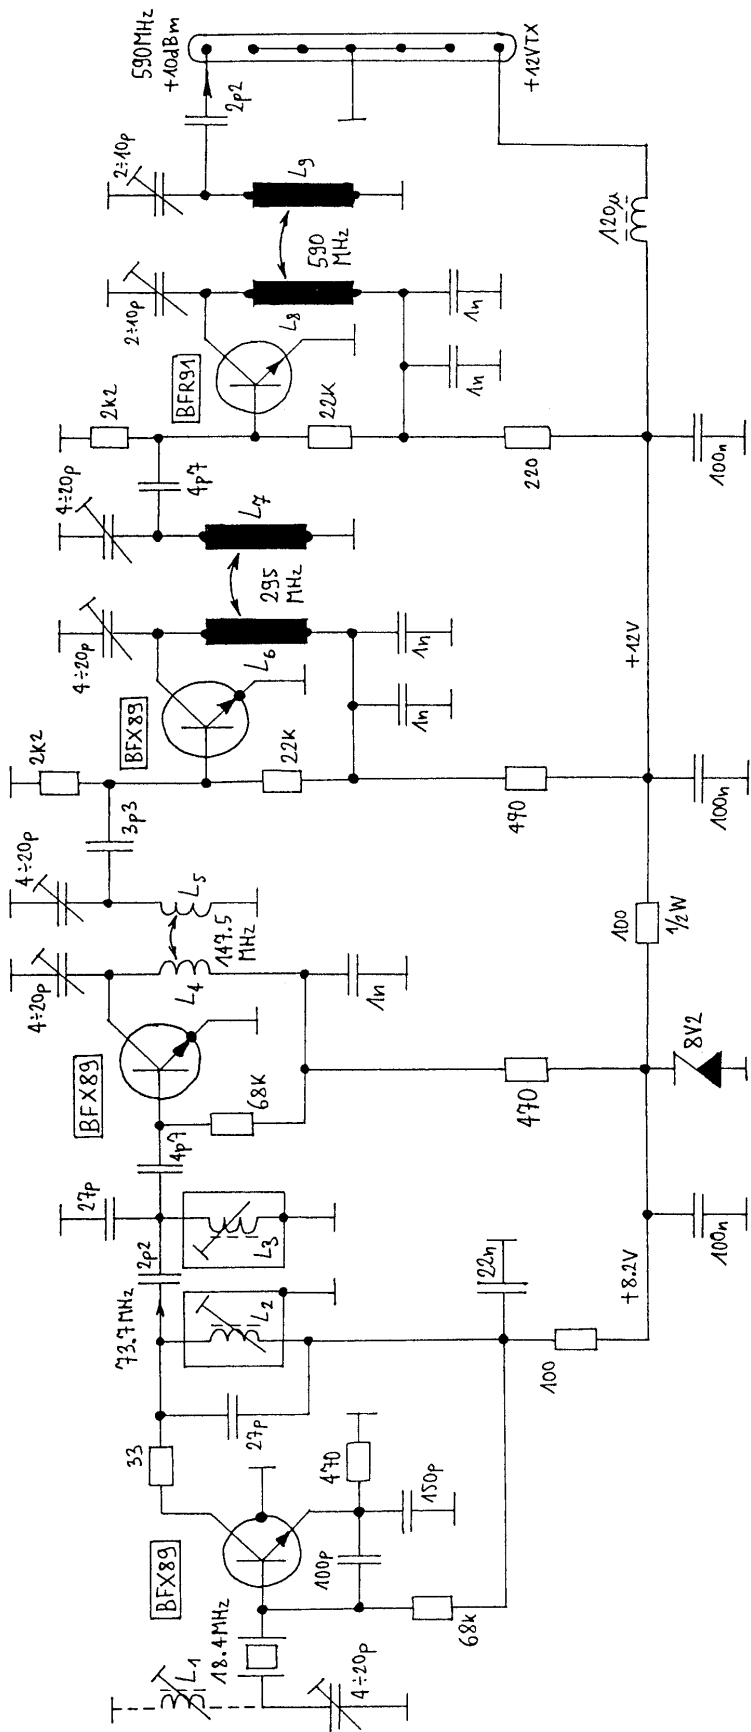 590MHz
+10dBm
+12VTX
2p2
2÷10p
L9
590
MHz
2÷10p
L8
120µ
1n
1n
BFR91
2k2
22K
220
100n
4p7
4÷20p
L7
295
MHz
4÷20p
L6
1n
1n
+12V
BFX89
2k2
22K
490
100n
3p3
4÷20p
L5
147.5
MHz
4÷20p
L4
1n
100
1/2W
BFX89
68K
470
8V2
4p7
27p
L3
2p2
73.7MHz
L2
22n
+8.2V
100n
100
27p
33
BFX89
470
150p
100p
68k
18.4MHz
L1
4÷20p